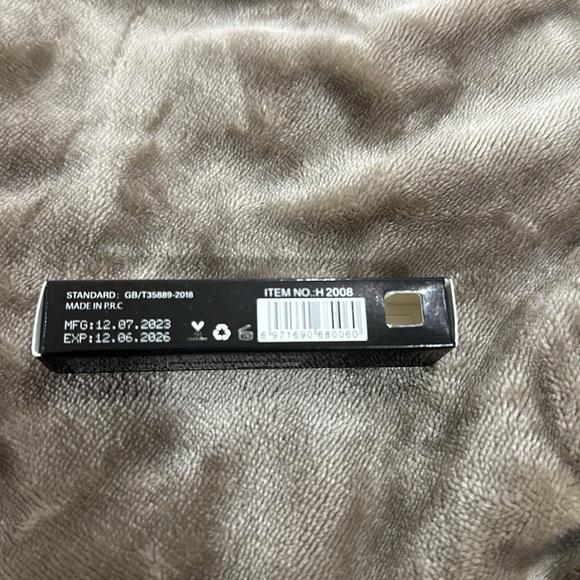 STANDARD: GB/T35889-2018
MADE IN P.R.C
MFG:12.07.2023
EXP:12.06.2026
ITEM NO.:H 2008
6 971690 680060